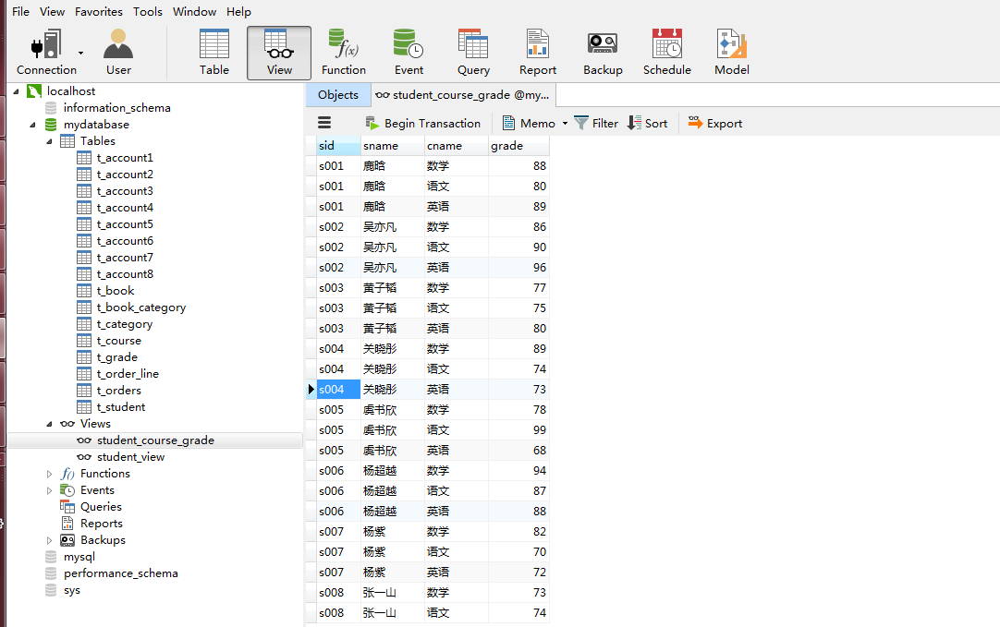 File View Favorites Tools Window Help
Connection User Table View Function Event Query Report Backup Schedule Model
localhost
information_schema
mydatabase
Tables
t_account1
t_account2
t_account3
t_account4
t_account5
t_account6
t_account7
t_account8
t_book
t_book_category
t_category
t_course
t_grade
t_order_line
t_orders
t_student
Views
student_course_grade
student_view
Functions
Events
Queries
Reports
Backups
mysql
performance_schema
sys
Objects student_course_grade @my...
Begin Transaction Memo Filter Sort Export
sid sname cname grade
s001 鹿晗 数学 88
s001 鹿晗 语文 80
s001 鹿晗 英语 89
s002 吴亦凡 数学 86
s002 吴亦凡 语文 90
s002 吴亦凡 英语 96
s003 黄子韬 数学 77
s003 黄子韬 语文 75
s003 黄子韬 英语 80
s004 关晓彤 数学 89
s004 关晓彤 语文 74
s004 关晓彤 英语 73
s005 虞书欣 数学 78
s005 虞书欣 语文 99
s005 虞书欣 英语 68
s006 杨超越 数学 94
s006 杨超越 语文 87
s006 杨超越 英语 88
s007 杨紫 数学 82
s007 杨紫 语文 70
s007 杨紫 英语 72
s008 张一山 数学 73
s008 张一山 语文 74